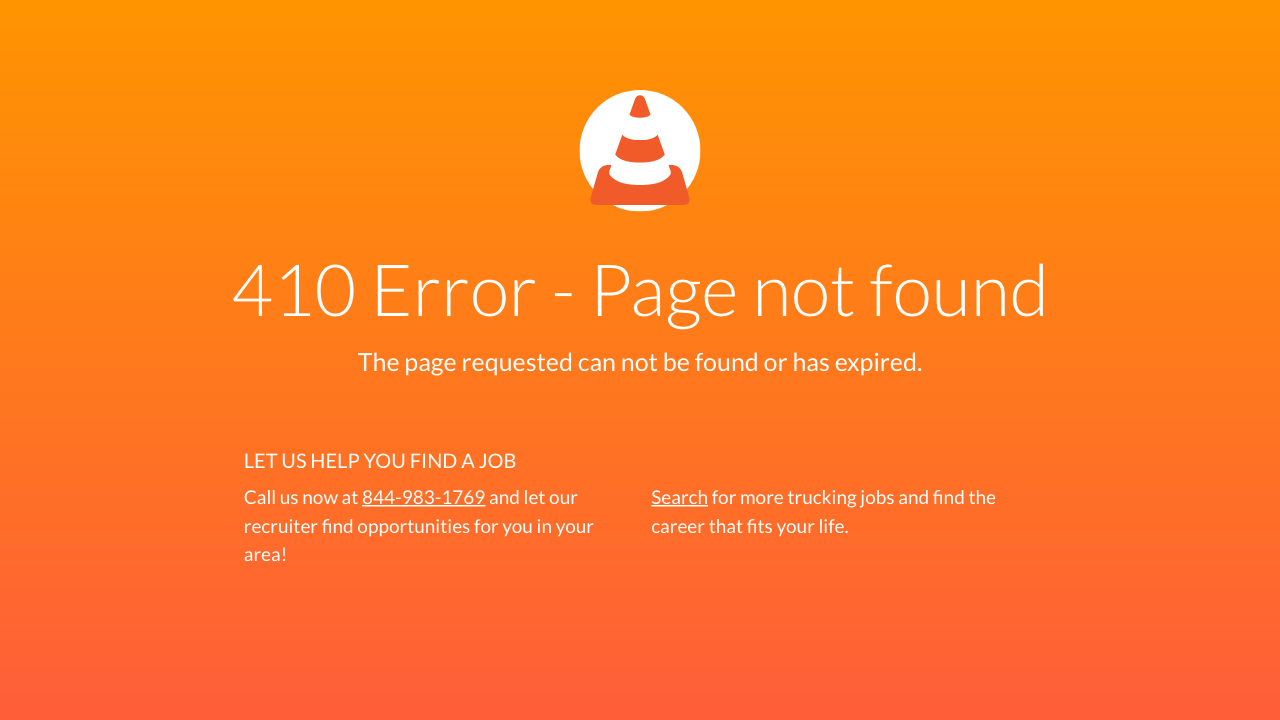 410 Error - Page not found
The page requested can not be found or has expired.
LET US HELP YOU FIND A JOB
Call us now at 844-983-1769 and let our
recruiter find opportunities for you in your
area!
Search for more trucking jobs and find the
career that fits your life.